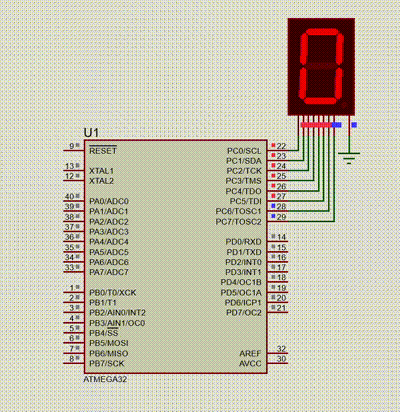 U1
9 RESET PC0/SCL 22
PC1/SDA 23
13 XTAL1 PC2/TCK 24
12 XTAL2 PC3/TMS 25
PC4/TDO 26
40 PA0/ADC0 PC5/TDI 27
39 PA1/ADC1 PC6/TOSC1 28
38 PA2/ADC2 PC7/TOSC2 29
37 PA3/ADC3
36 PA4/ADC4 PD0/RXD 14
35 PA5/ADC5 PD1/TXD 15
34 PA6/ADC6 PD2/INT0 16
33 PA7/ADC7 PD3/INT1 17
PD4/OC1B 18
1 PB0/T0/XCK PD5/OC1A 19
2 PB1/T1 PD6/ICP1 20
3 PB2/AIN0/INT2 PD7/OC2 21
4 PB3/AIN1/OC0
5 PB4/SS
6 PB5/MOSI
7 PB6/MISO AREF 32
8 PB7/SCK AVCC 30
ATMEGA32